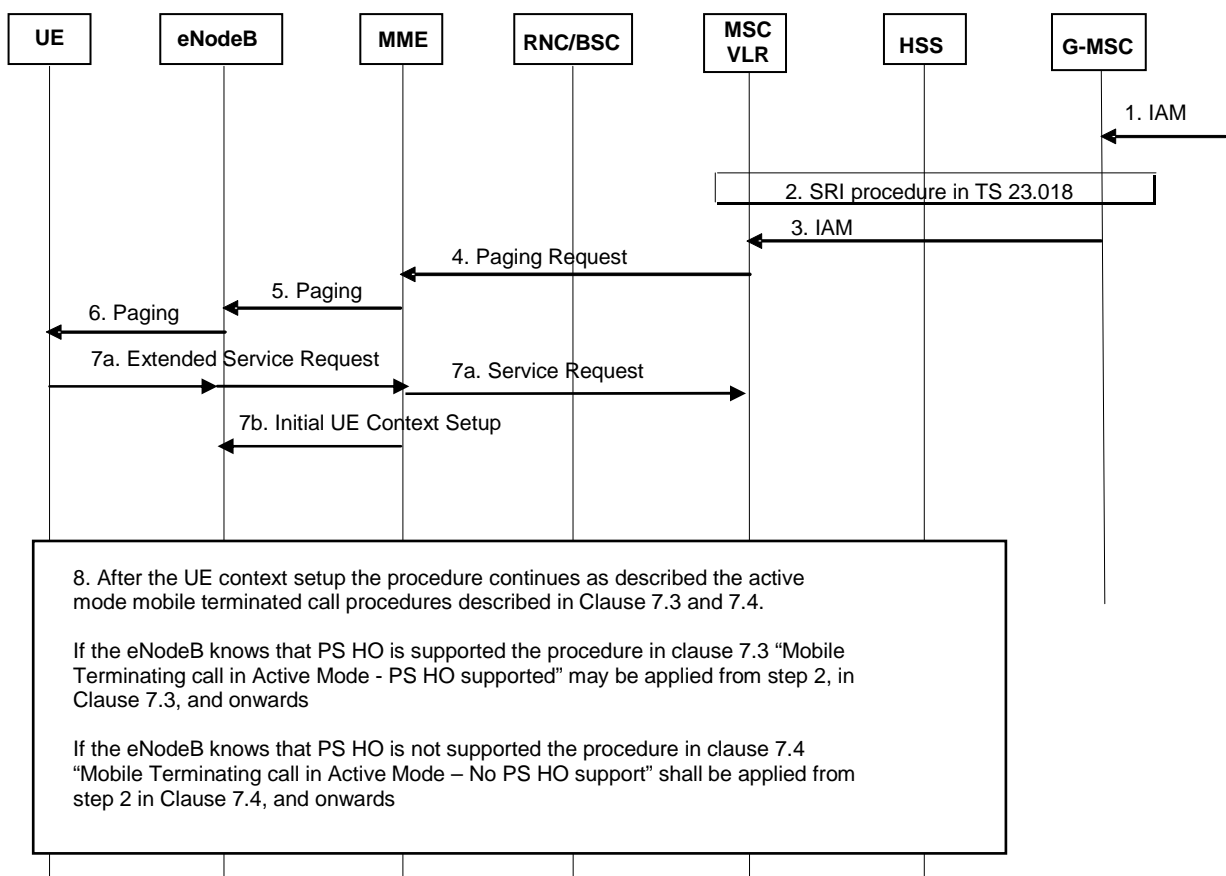 UE
eNodeB
MME
RNC/BSC
MSC
VLR
HSS
G-MSC
1. IAM
2. SRI procedure in TS 23.018
3. IAM
4. Paging Request
5. Paging
6. Paging
7a. Extended Service Request
7a. Service Request
7b. Initial UE Context Setup
8. After the UE context setup the procedure continues as described the active
mode mobile terminated call procedures described in Clause 7.3 and 7.4.
If the eNodeB knows that PS HO is supported the procedure in clause 7.3 “Mobile
Terminating call in Active Mode - PS HO supported” may be applied from step 2, in
Clause 7.3, and onwards
If the eNodeB knows that PS HO is not supported the procedure in clause 7.4
“Mobile Terminating call in Active Mode – No PS HO support” shall be applied from
step 2 in Clause 7.4, and onwards